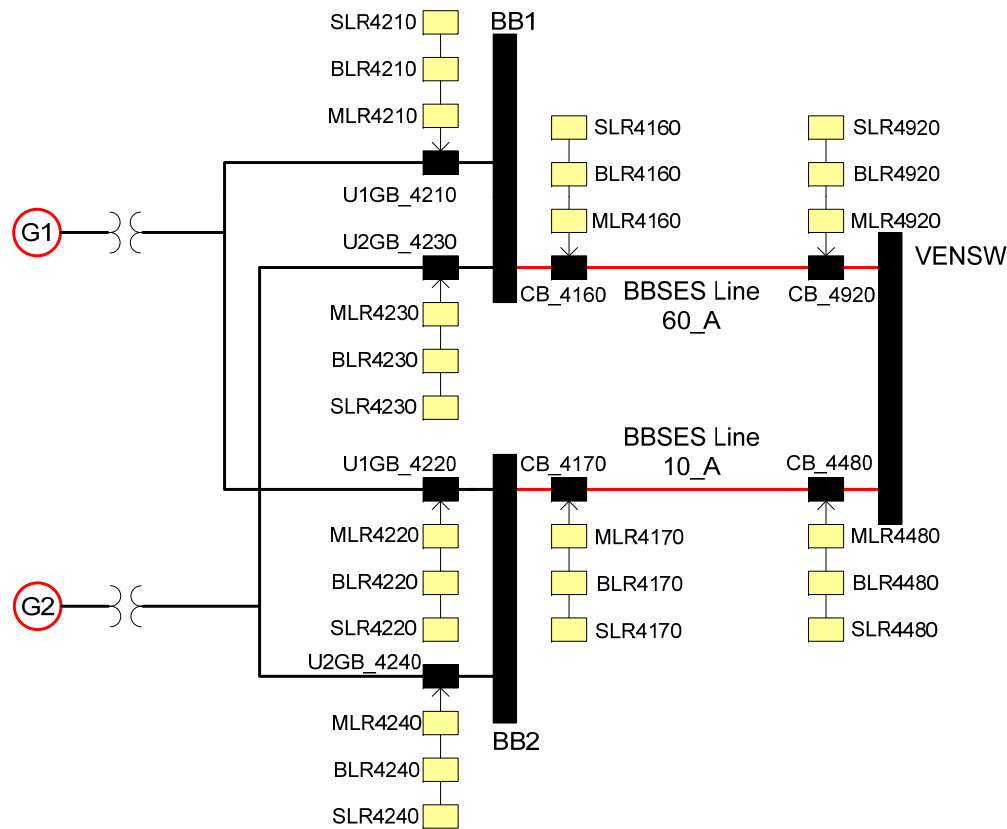 SLR4210
BB1
BLR4210
MLR4210
SLR4160
SLR4920
BLR4160
BLR4920
U1GB_4210
MLR4160
MLR4920
G1
U2GB_4230
VENSW
CB_4160
BBSES Line
60_A
CB_4920
MLR4230
BLR4230
SLR4230
U1GB_4220
CB_4170
BBSES Line
10_A
CB_4480
MLR4220
MLR4170
MLR4480
BLR4220
BLR4170
BLR4480
G2
SLR4220
SLR4170
SLR4480
U2GB_4240
MLR4240
BB2
BLR4240
SLR4240